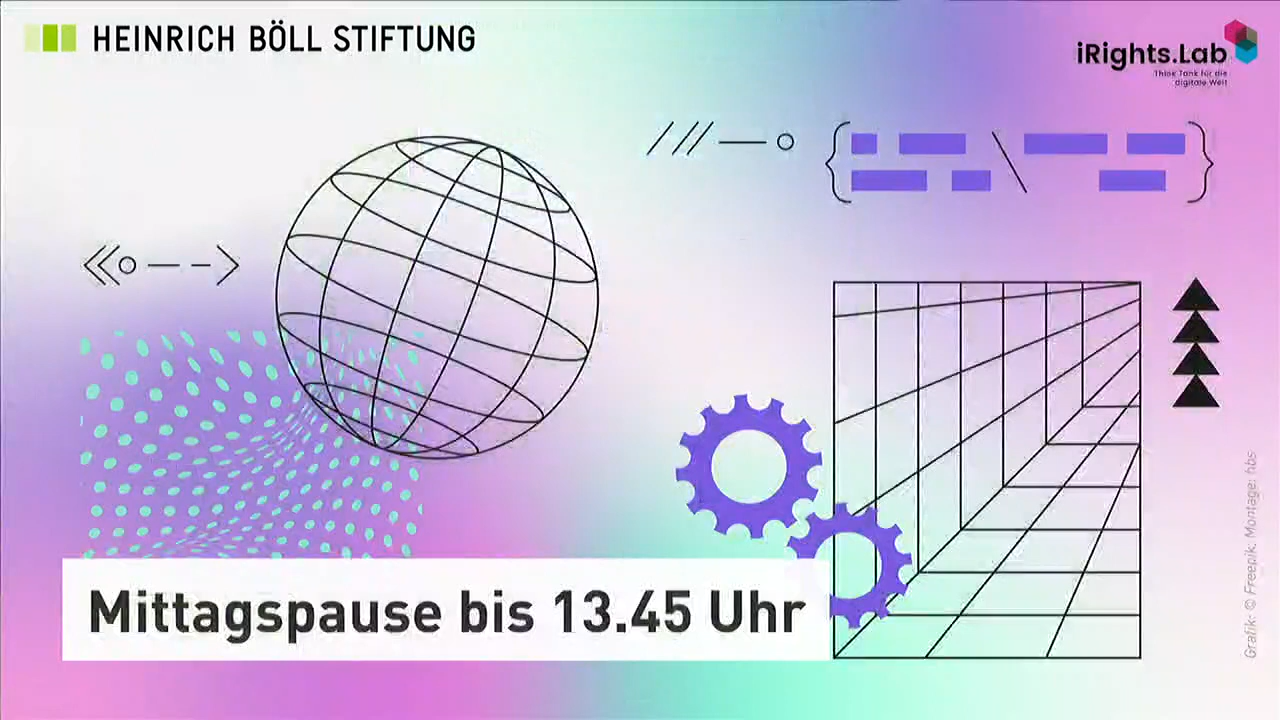 HEINRICH BÖLL STIFTUNG
iRights.Lab
Think Tank für die
digitale Welt
Mittagspause bis 13.45 Uhr
Grafik: © Freepik; Montage: hbs